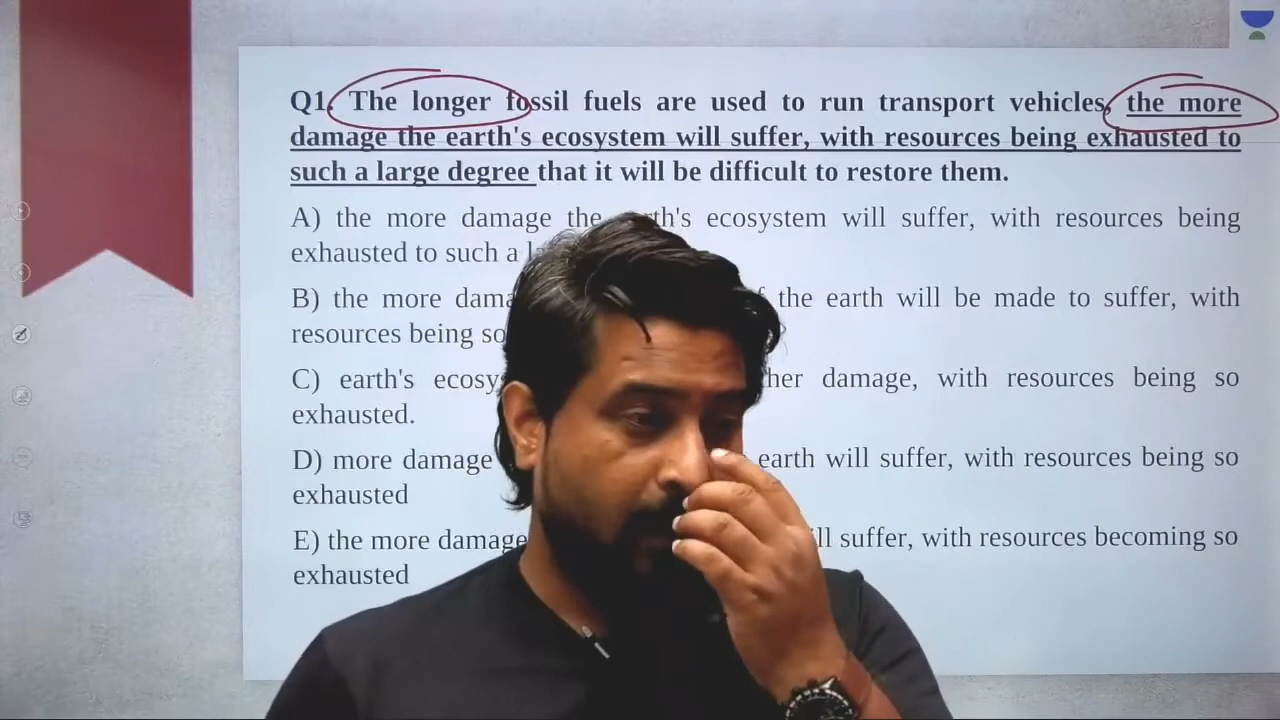 Q1. The longer fossil fuels are used to run transport vehicles, the more
damage the earth's ecosystem will suffer, with resources being exhausted to
such a large degree that it will be difficult to restore them.
A) the more damage the earth's ecosystem will suffer, with resources being
exhausted to such a
B) the more the earth will be made to suffer, with
resources being so
C) earth's damage, with resources being so
exhausted.
D) more damage earth will suffer, with resources being so
exhausted
E) the more damage suffer, with resources becoming so
exhausted